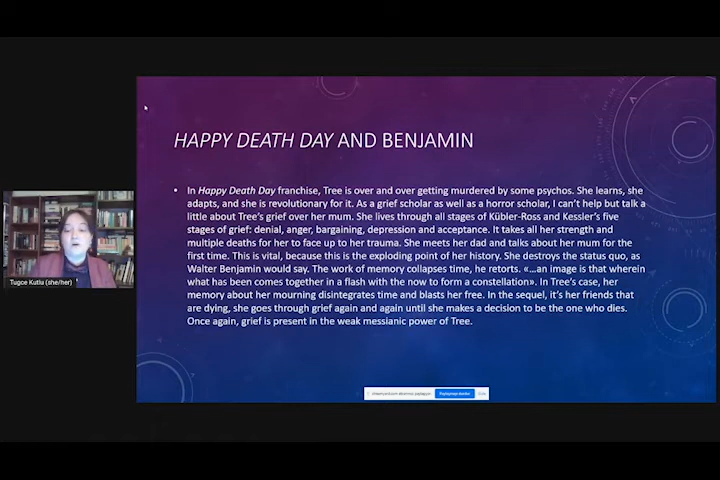 HAPPY DEATH DAY AND BENJAMIN
• In Happy Death Day franchise, Tree is over and over getting murdered by some psychos. She learns, she
adapts, and she is revolutionary for it. As a grief scholar as well as a horror scholar, I can't help but talk a
little about Tree's grief over her mum. She lives through all stages of Kübler-Ross and Kessler's five
stages of grief: denial, anger, bargaining, depression and acceptance. It takes all her strength and
multiple deaths for her to face up to her trauma. She meets her dad and talks about her mum for the
first time. This is vital, because this is the exploding point of her history. She destroys the status quo, as
Walter Benjamin would say. The work of memory collapses time, he retorts. «...an image is that wherein
what has been comes together in a flash with the now to form a constellation». In Tree's case, her
memory about her mourning disintegrates time and blasts her free. In the sequel, it's her friends that
are dying, she goes through grief again and again until she makes a decision to be the one who dies.
Once again, grief is present in the weak messianic power of Tree.
Tugce Kutlu (she/her)